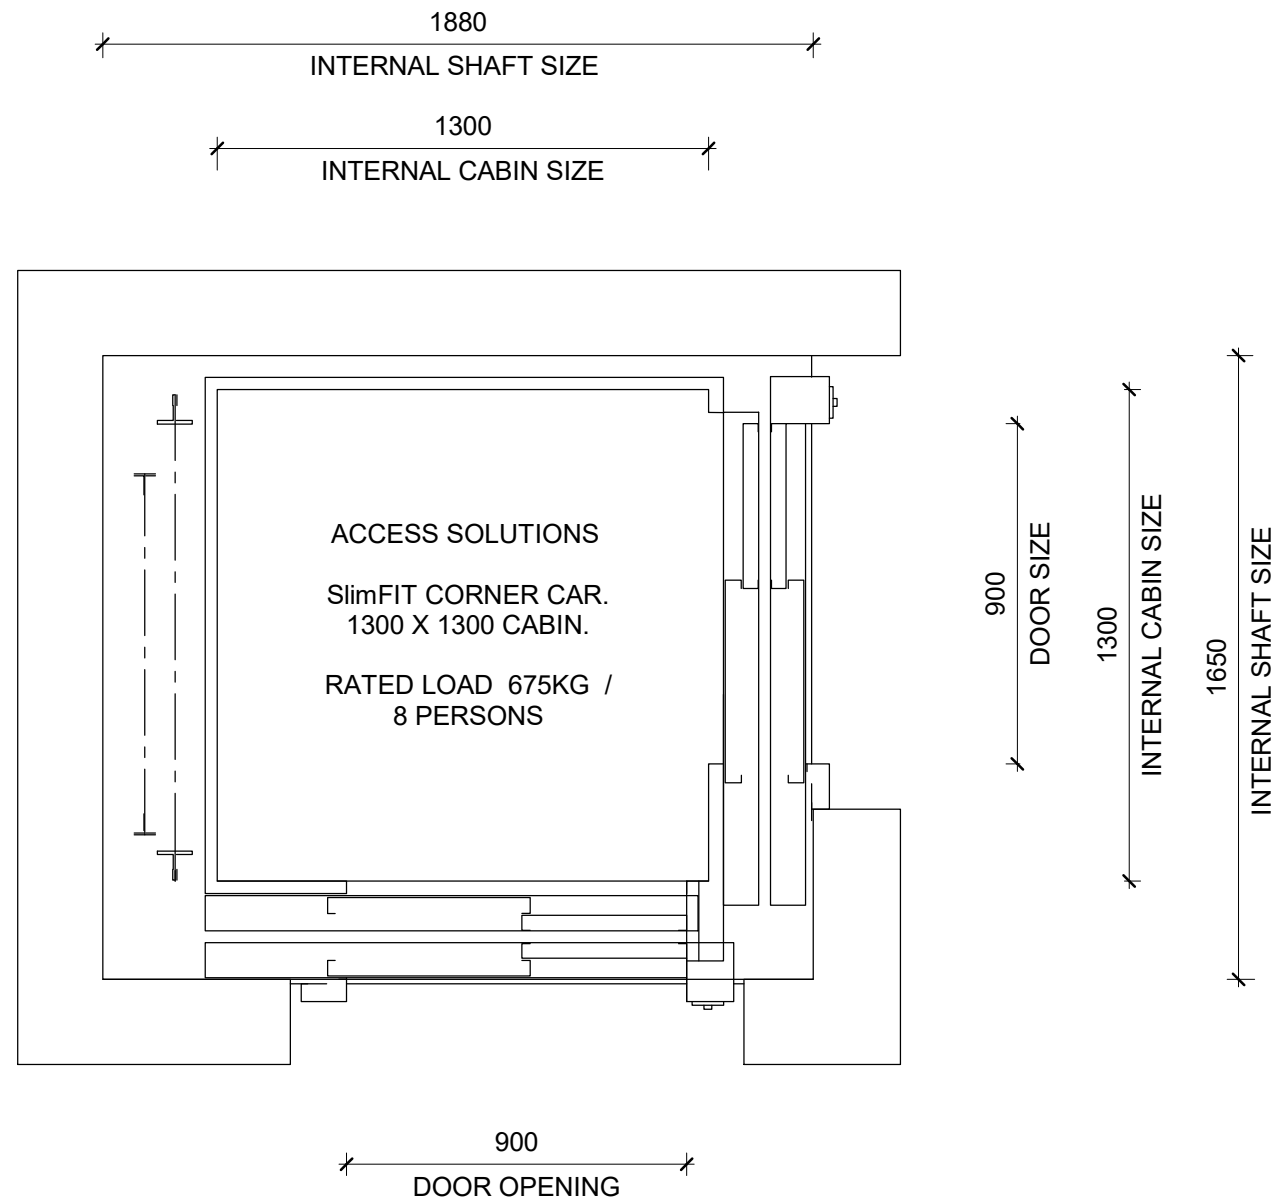 1880
INTERNAL SHAFT SIZE
1300
INTERNAL CABIN SIZE
ACCESS SOLUTIONS
SlimFIT CORNER CAR.
1300 X 1300 CABIN.
RATED LOAD 675KG /
8 PERSONS
900
DOOR SIZE
1300
INTERNAL CABIN SIZE
1650
INTERNAL SHAFT SIZE
900
DOOR OPENING